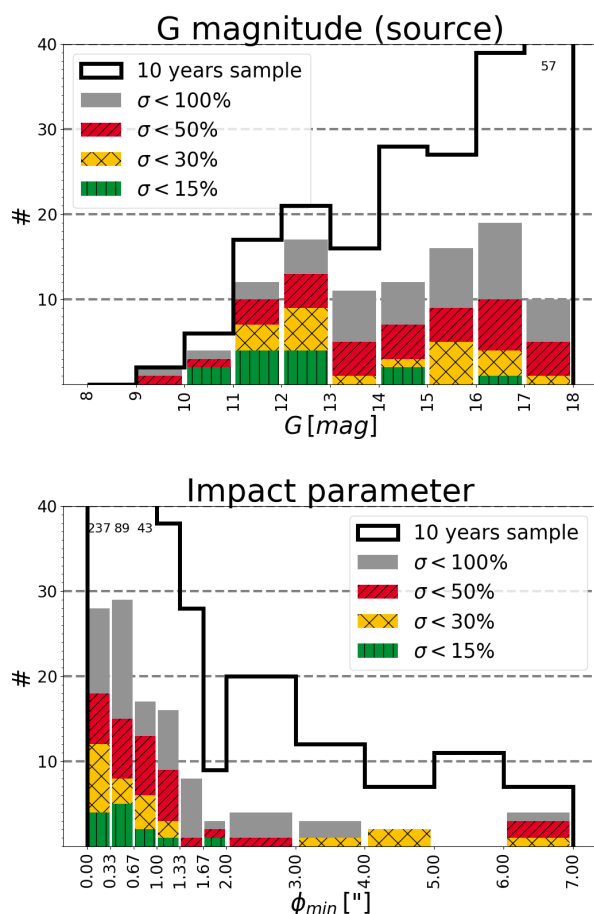 G magnitude (source)
40
30
20
10
#
57
10 years sample
σ < 100%
σ < 50%
σ < 30%
σ < 15%
8
9
10
11
12
13
14
15
16
17
18
G [mag]
Impact parameter
40
30
20
10
#
237 89 43
10 years sample
σ < 100%
σ < 50%
σ < 30%
σ < 15%
0.00
0.33
0.67
1.00
1.33
1.67
2.00
3.00
4.00
5.00
6.00
7.00
ϕmin ["]